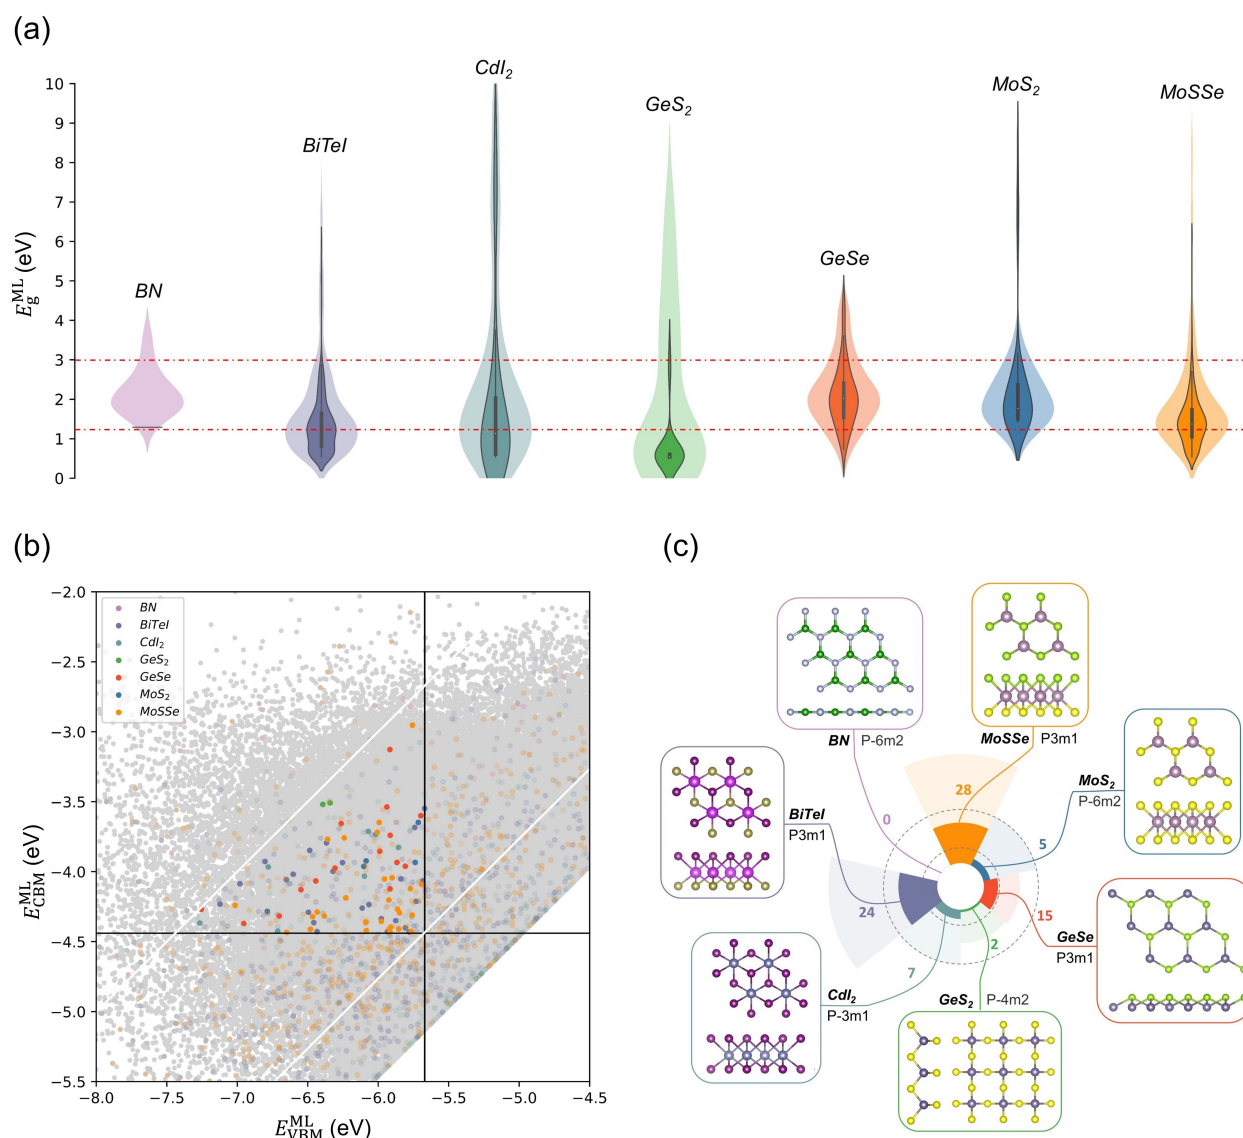 (a)
10
9
8
7
6
5
4
3
2
1
0
E_g^ML (eV)
BN
BiTeI
CdI₂
GeS₂
GeSe
MoS₂
MoSSe
(b)
−2.0
−2.5
−3.0
−3.5
−4.0
−4.5
−5.0
−5.5
E_CBM^ML (eV)
BN
BiTeI
CdI₂
GeS₂
GeSe
MoS₂
MoSSe
−8.0 −7.5 −7.0 −6.5 −6.0 −5.5 −5.0 −4.5
E_VBM^ML (eV)
(c)
BN P-6m2
MoSSe P3m1
MoS₂
P-6m2
BiTeI
P3m1
GeSe
P3m1
CdI₂
P-3m1
GeS₂ P-4m2
28
0
5
24
15
2
7